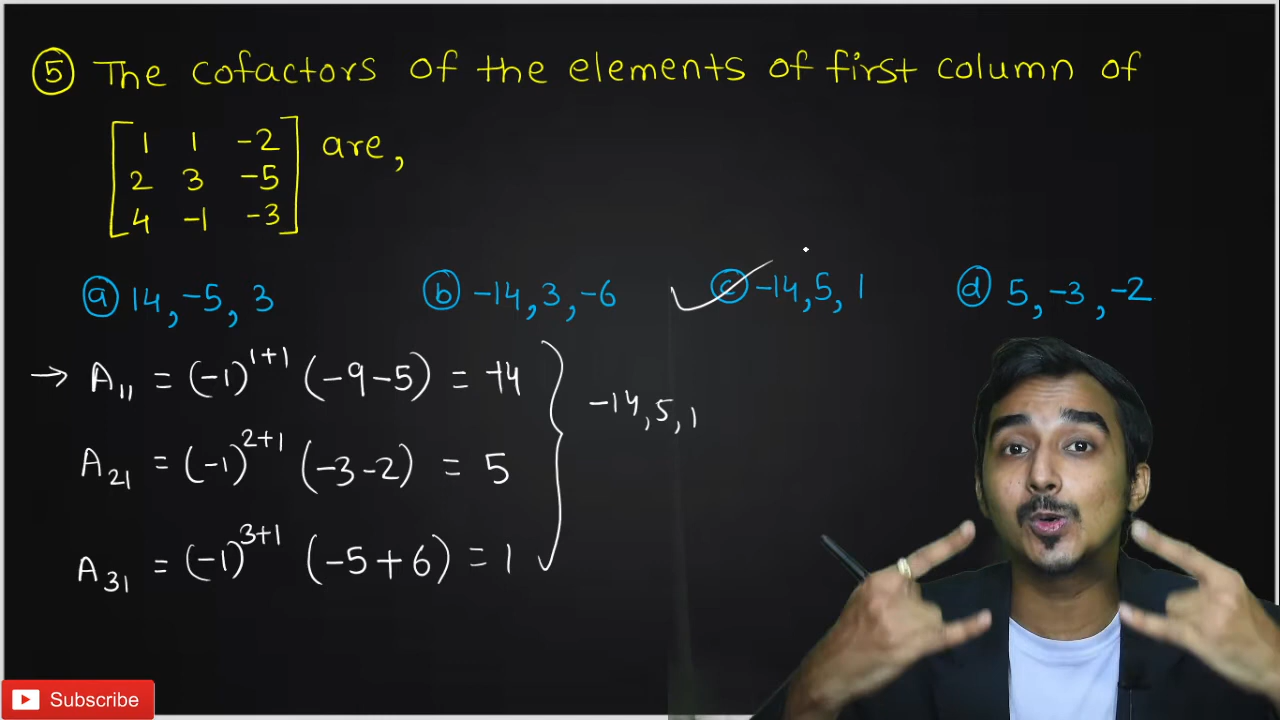 ⑤ The cofactors of the elements of first column of
[1 1 -2
2 3 -5
4 -1 -3] are,
ⓐ 14, -5, 3 ⓑ -14, 3, -6 ⓒ -14, 5, 1 ⓓ 5, -3, -2
→ A₁₁ = (-1)¹⁺¹ (-9-5) = -14
A₂₁ = (-1)²⁺¹ (-3-2) = 5
A₃₁ = (-1)³⁺¹ (-5+6) = 1
-14, 5, 1
Subscribe